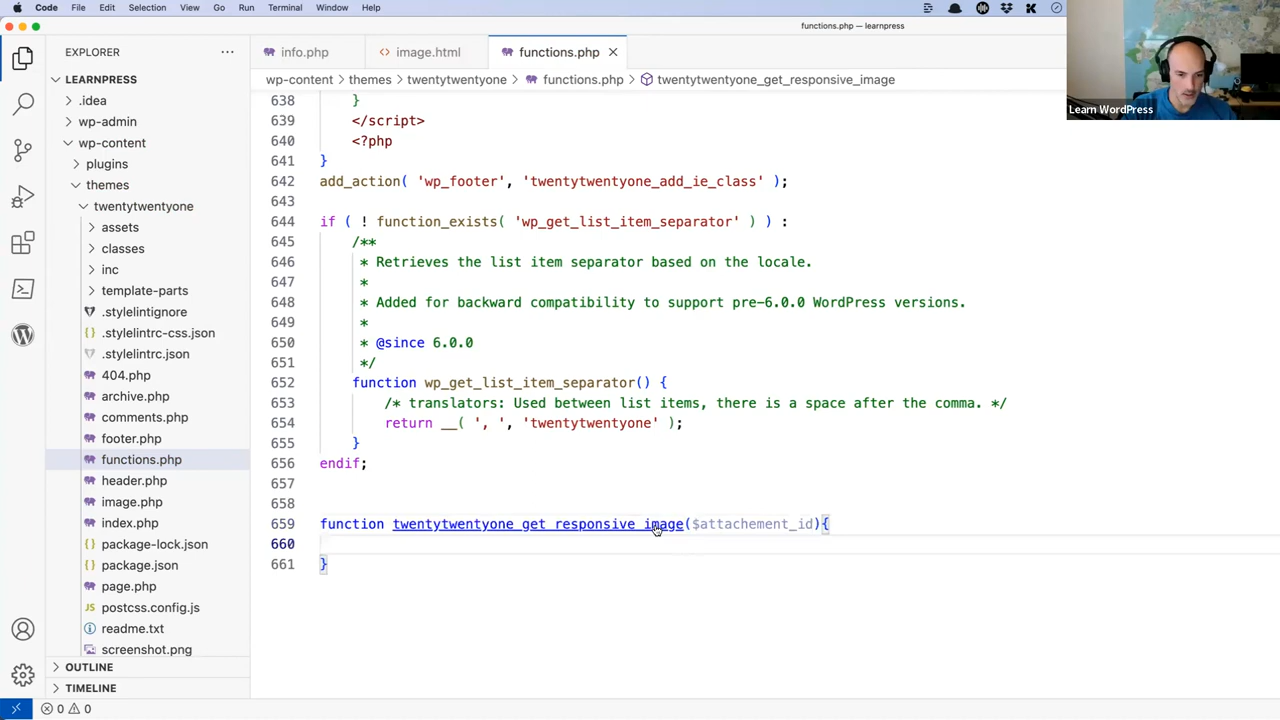 Code File Edit Selection View Go Run Terminal Window Help
functions.php — learnpress
Learn WordPress
EXPLORER
info.php
image.html
functions.php
LEARNPRESS
.idea
wp-admin
wp-content
plugins
themes
twentytwentyone
assets
classes
inc
template-parts
.stylelintignore
.stylelintrc-css.json
.stylelintrc.json
404.php
archive.php
comments.php
footer.php
functions.php
header.php
image.php
index.php
package-lock.json
package.json
page.php
postcss.config.js
readme.txt
screenshot.png
OUTLINE
TIMELINE
wp-content > themes > twentytwentyone > functions.php > twentytwentyone_get_responsive_image
638 }
639 </script>
640 <?php
641 }
642 add_action( 'wp_footer', 'twentytwentyone_add_ie_class' );
643
644 if ( ! function_exists( 'wp_get_list_item_separator' ) ) :
645 /**
646 * Retrieves the list item separator based on the locale.
647 *
648 * Added for backward compatibility to support pre-6.0.0 WordPress versions.
649 *
650 * @since 6.0.0
651 */
652 function wp_get_list_item_separator() {
653 /* translators: Used between list items, there is a space after the comma. */
654 return __( ', ', 'twentytwentyone' );
655 }
656 endif;
657
658
659 function twentytwentyone_get_responsive_image($attachement_id){
660
661 }
0 0